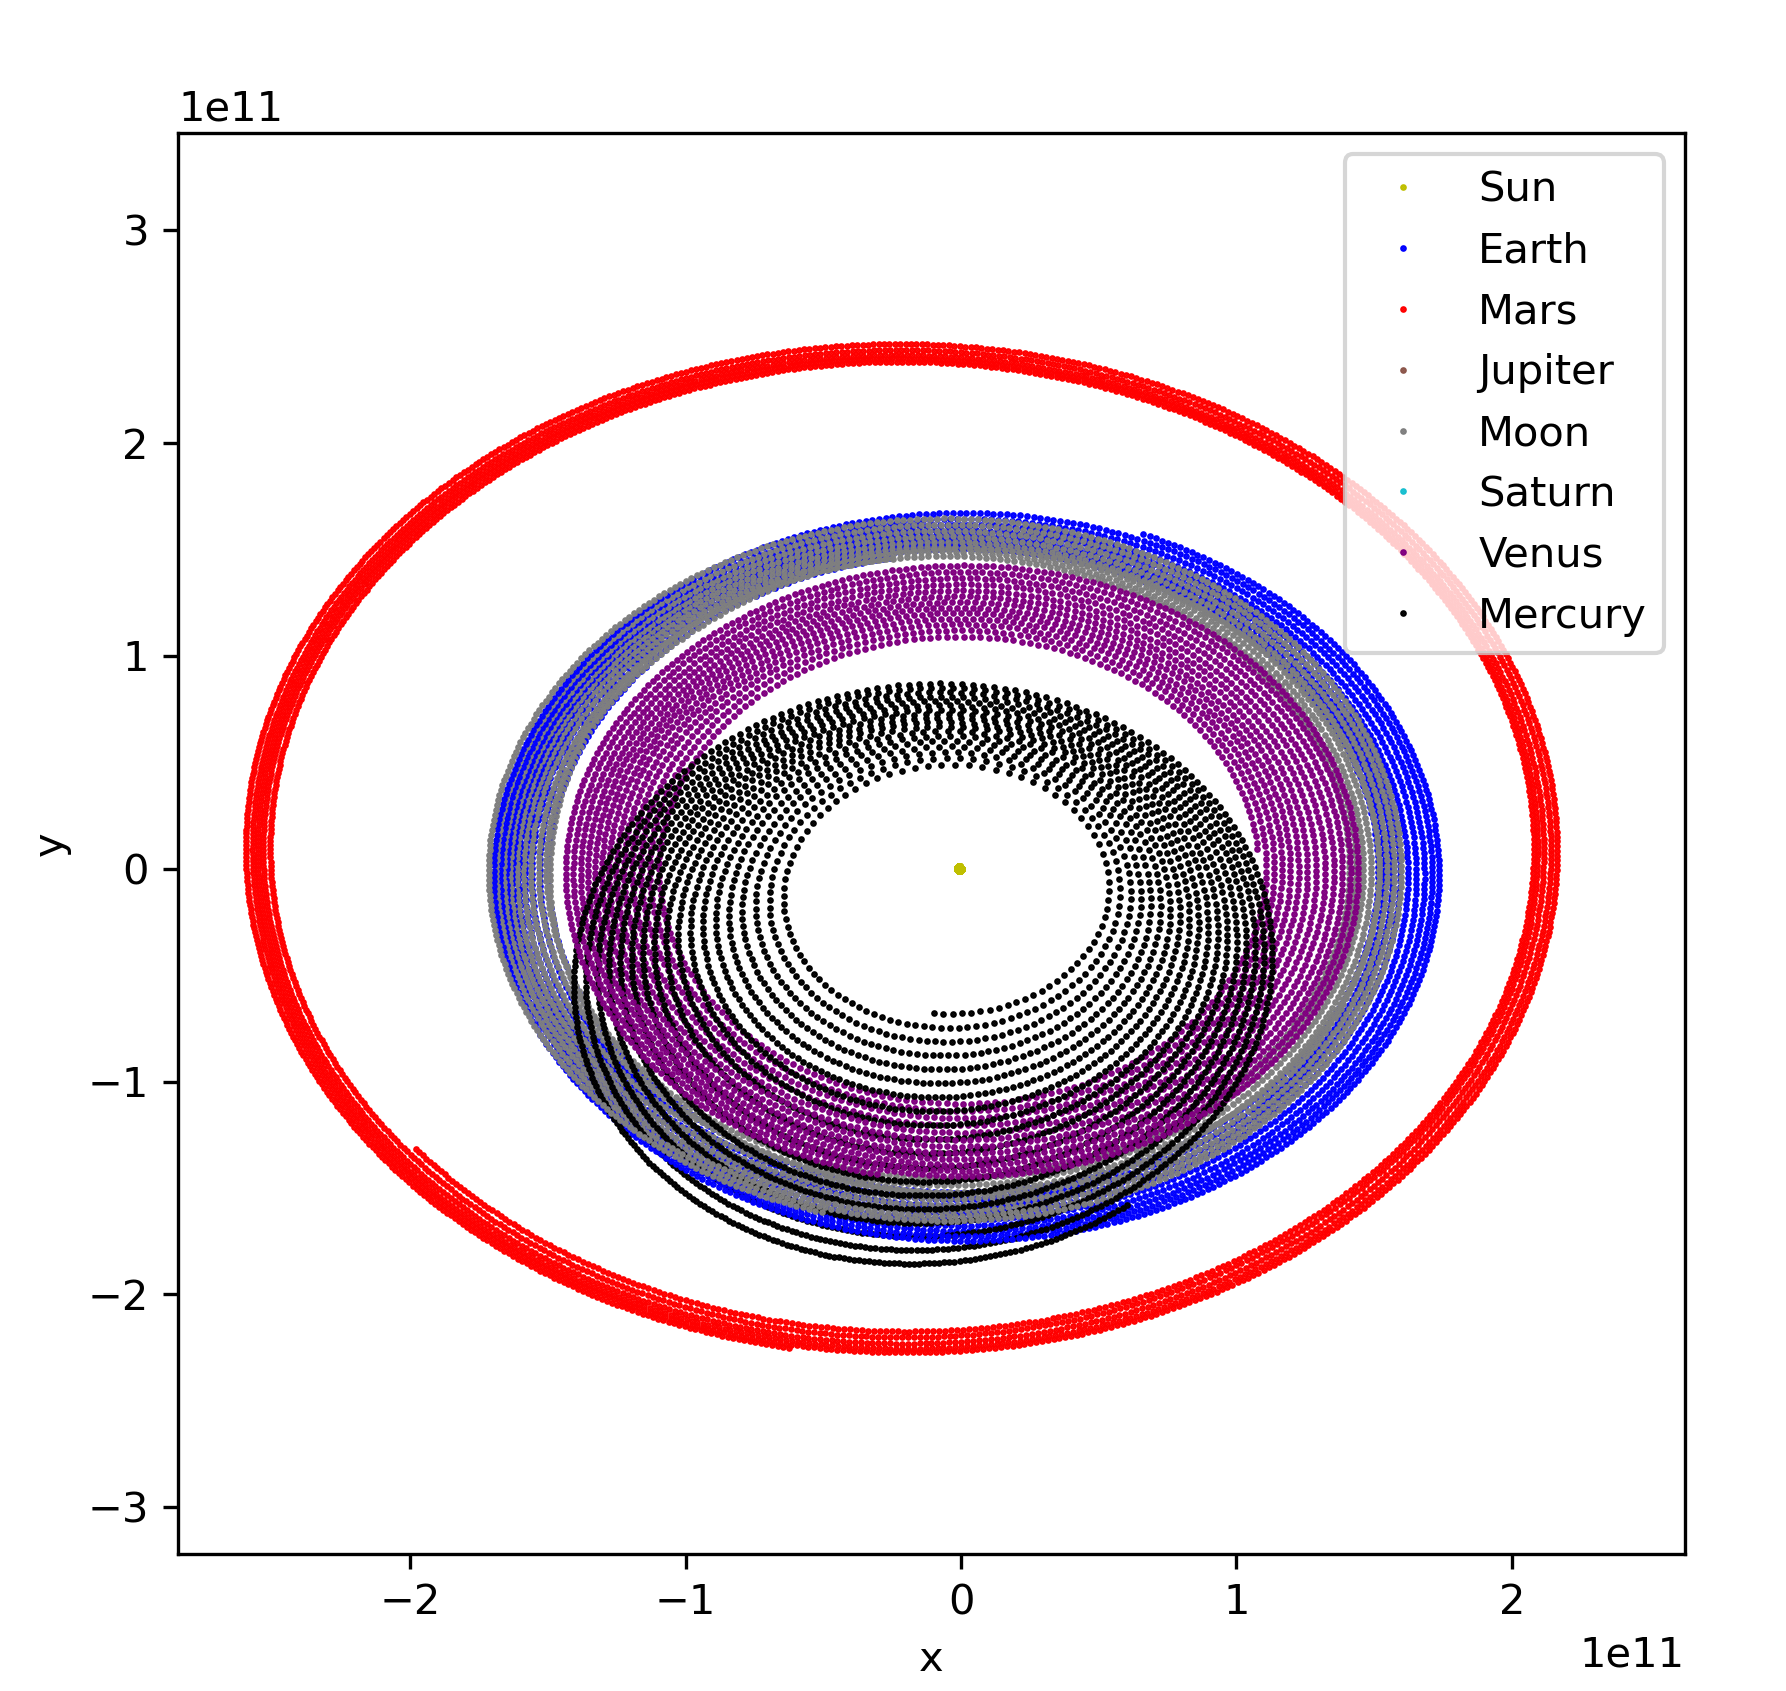 1e11
Sun
Earth
Mars
Jupiter
Moon
Saturn
Venus
Mercury
3
2
1
0
−1
−2
−3
y
−2
−1
0
1
2
x
1e11